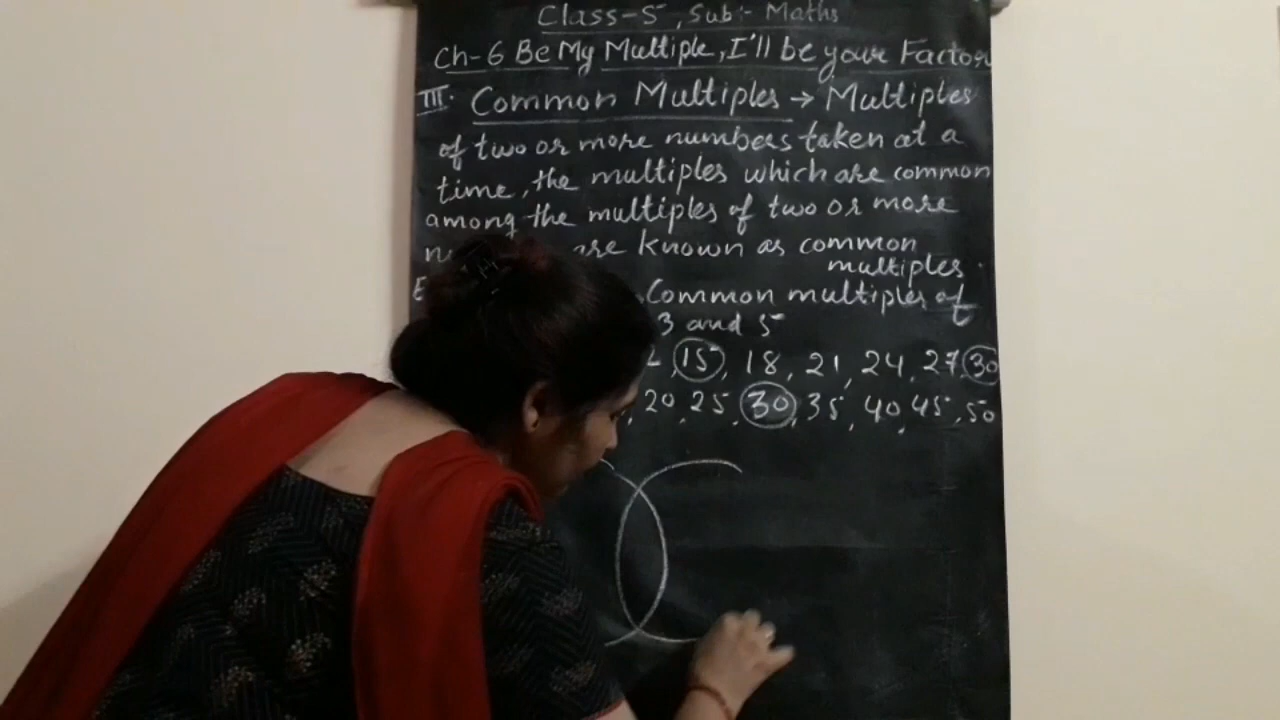 Class-5, Sub:- Maths
Ch-6 Be My Multiple, I'll be your Factor
III. Common Multiples → Multiples
of two or more numbers taken at a
time, the multiples which are common
among the multiples of two or more
are known as common
multiples.
Common multiples of
3 and 5
15, 18, 21, 24, 27, 30
, 20, 25, 30, 35, 40, 45, 50